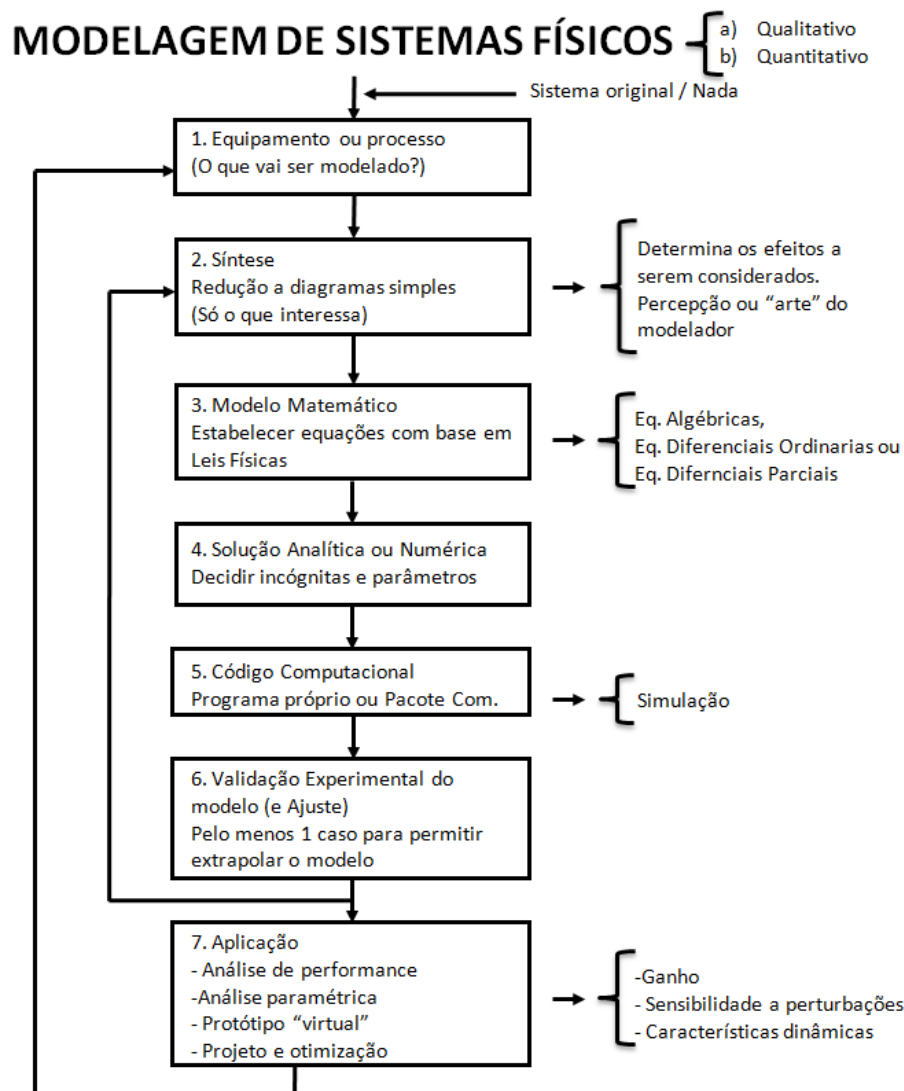 MODELAGEM DE SISTEMAS FÍSICOS
a) Qualitativo
b) Quantitativo
Sistema original / Nada
1. Equipamento ou processo
(O que vai ser modelado?)
2. Síntese
Redução a diagramas simples
(Só o que interessa)
Determina os efeitos a
serem considerados.
Percepção ou “arte” do
modelador
3. Modelo Matemático
Estabelecer equações com base em
Leis Físicas
Eq. Algébricas,
Eq. Diferenciais Ordinarias ou
Eq. Difernciais Parciais
4. Solução Analítica ou Numérica
Decidir incógnitas e parâmetros
5. Código Computacional
Programa próprio ou Pacote Com.
Simulação
6. Validação Experimental do
modelo (e Ajuste)
Pelo menos 1 caso para permitir
extrapolar o modelo
7. Aplicação
- Análise de performance
-Análise paramétrica
- Protótipo “virtual”
- Projeto e otimização
-Ganho
- Sensibilidade a perturbações
- Características dinâmicas